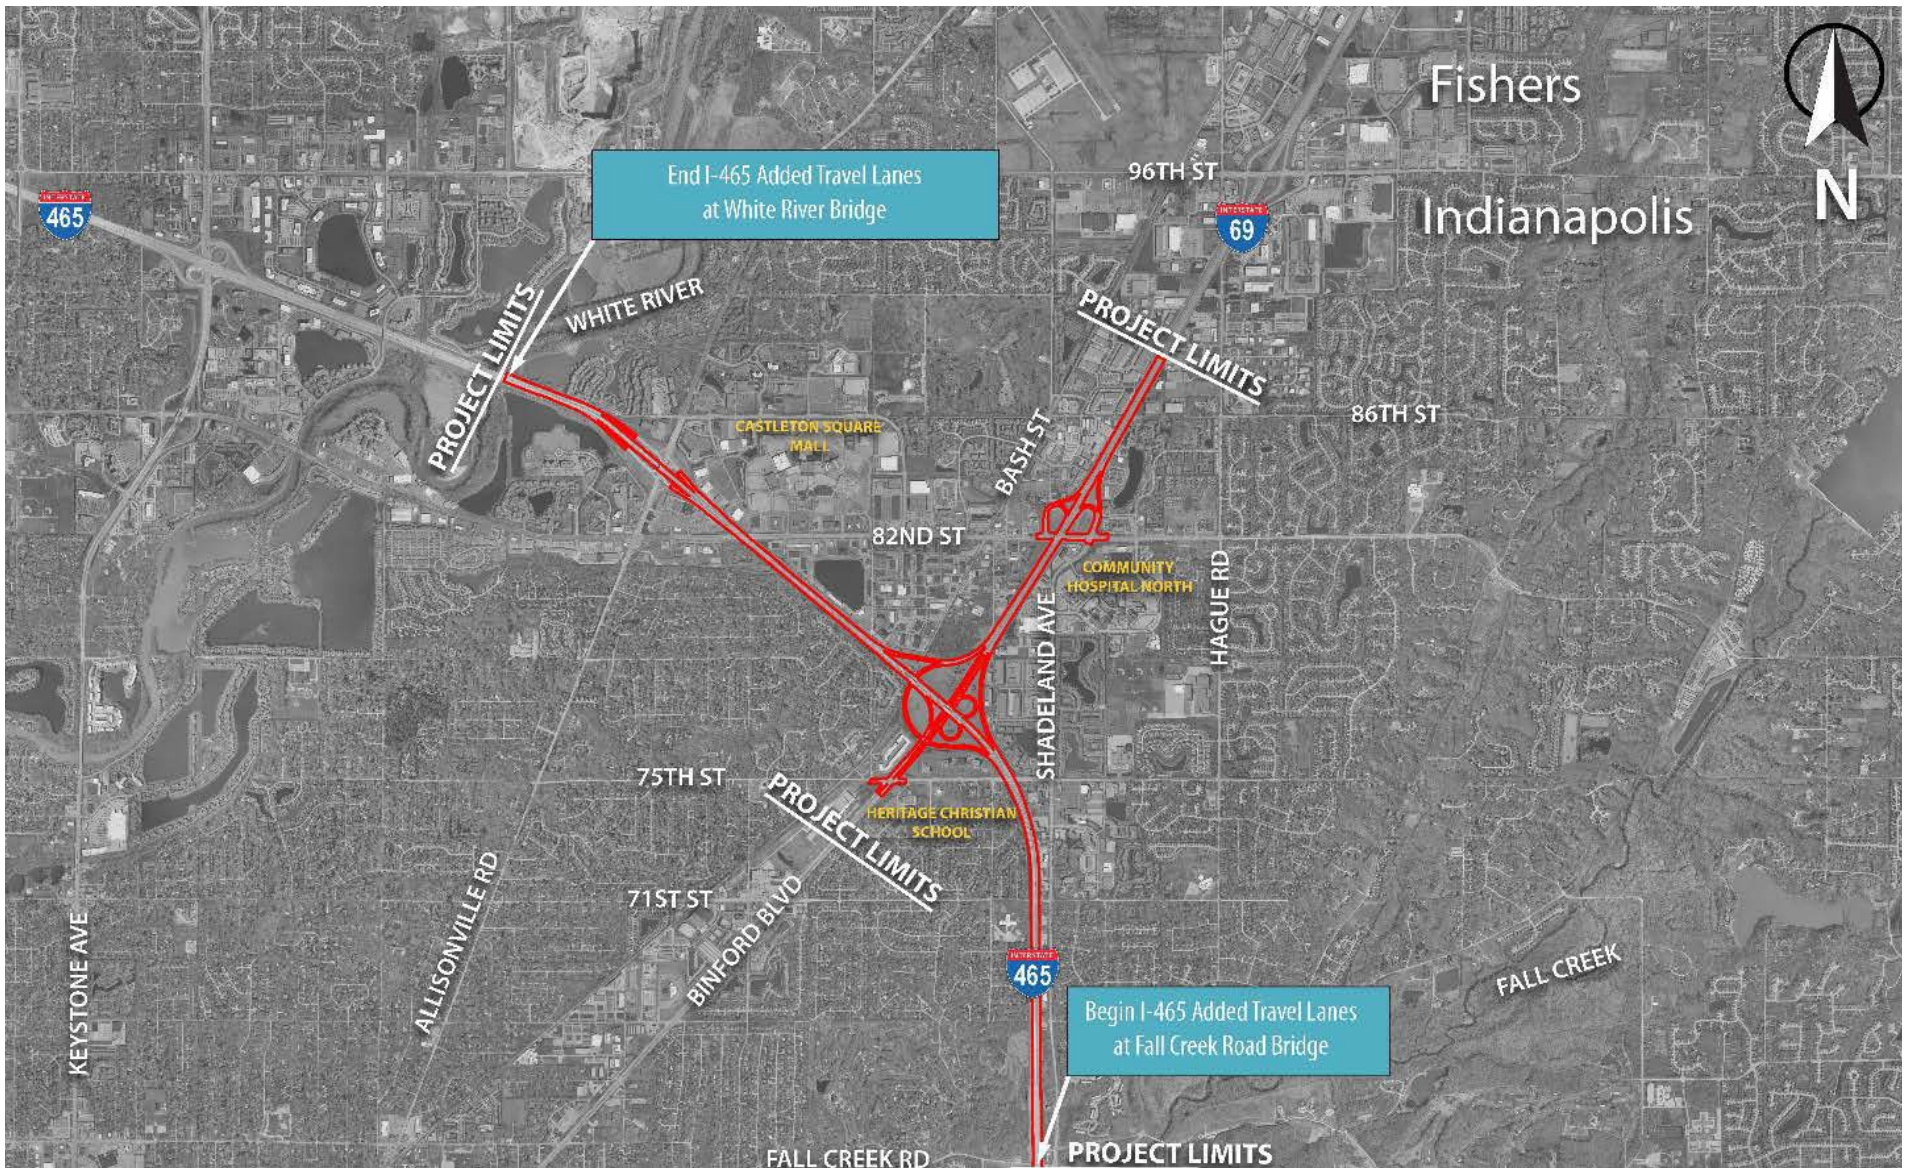 Fishers
96TH ST
End I-465 Added Travel Lanes
at White River Bridge
INTERSTATE
465
INTERSTATE
69
Indianapolis
N
PROJECT LIMITS
WHITE RIVER
PROJECT LIMITS
86TH ST
CASTLETON SQUARE
MALL
BASH ST
82ND ST
COMMUNITY
HOSPITAL NORTH
HAGUE RD
SHADELAND AVE
75TH ST
PROJECT LIMITS
HERITAGE CHRISTIAN
SCHOOL
71ST ST
BINFORD BLVD
ALLISONVILLE RD
KEYSTONE AVE
INTERSTATE
465
FALL CREEK
Begin I-465 Added Travel Lanes
at Fall Creek Road Bridge
FALL CREEK RD
PROJECT LIMITS